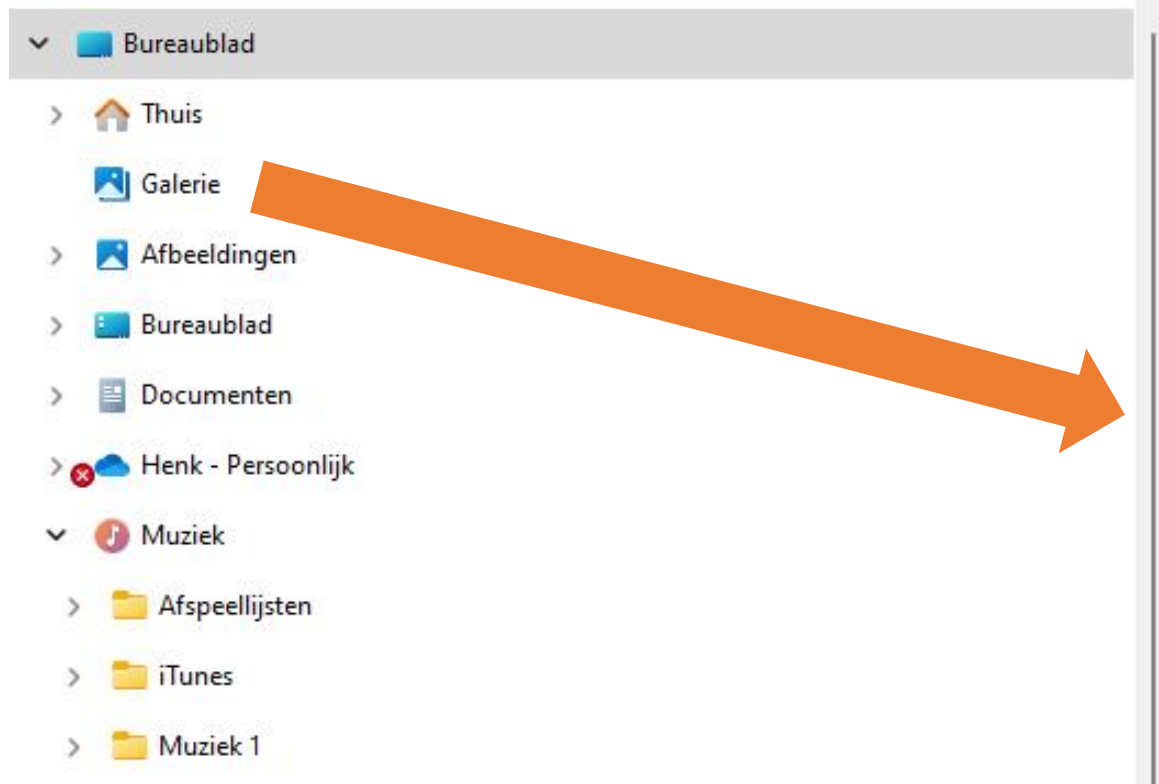 Bureaublad
Thuis
Galerie
Afbeeldingen
Bureaublad
Documenten
Henk - Persoonlijk
Muziek
Afspeellijsten
iTunes
Muziek 1